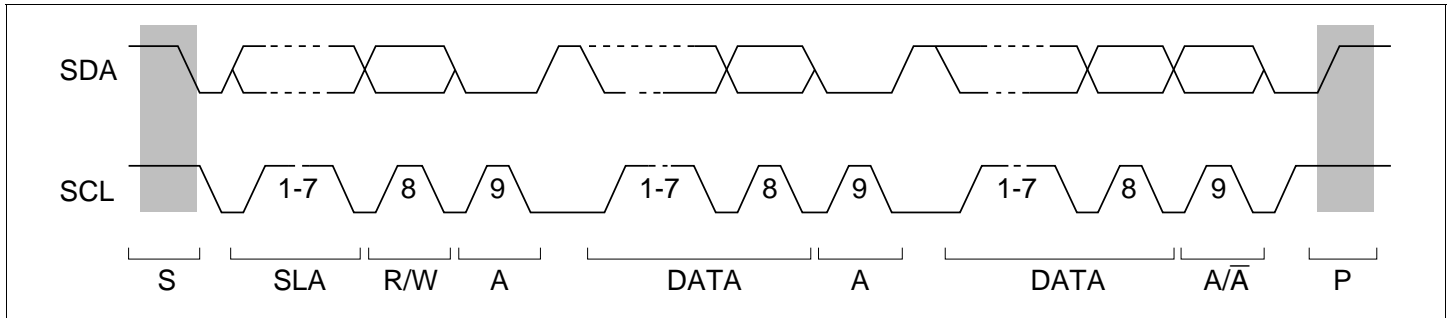 SDA
SCL 1-7 8 9 1-7 8 9 1-7 8 9
S SLA R/W A DATA A DATA A/A̅ P